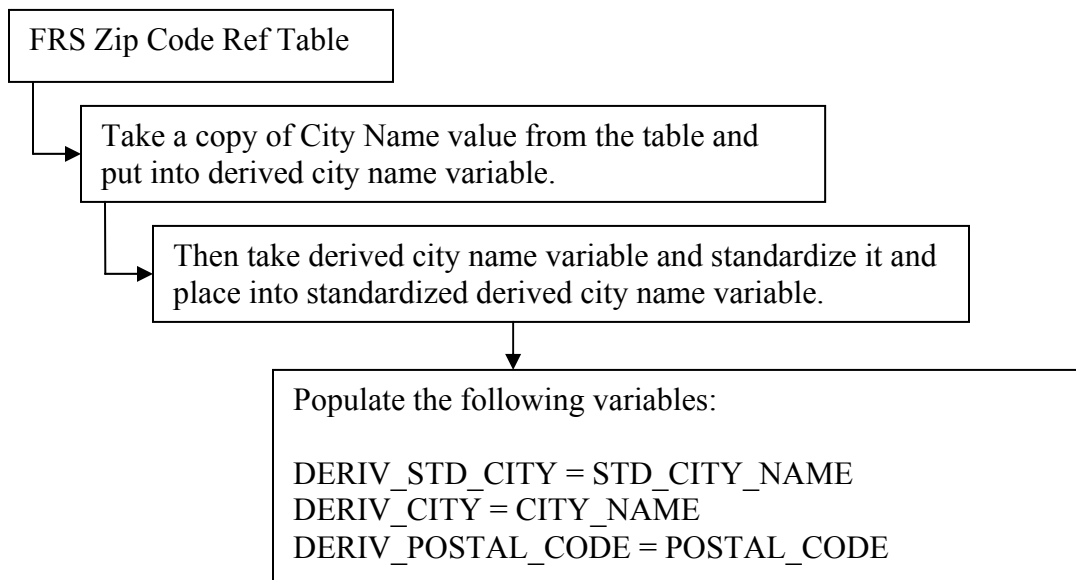 FRS Zip Code Ref Table
Take a copy of City Name value from the table and
put into derived city name variable.
Then take derived city name variable and standardize it and
place into standardized derived city name variable.
Populate the following variables:
DERIV_STD_CITY = STD_CITY_NAME
DERIV_CITY = CITY_NAME
DERIV_POSTAL_CODE = POSTAL_CODE